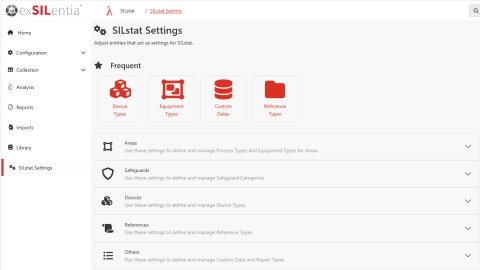 exSILentia
SILstat / SILstat Setting
Home
Configuration
Collection
Analysis
Reports
Imports
Library
SILstat Settings
SILstat Settings
Adjust entities that act as settings for SILstat.
Frequent
Device
Types
Equipment
Types
Custom
Datas
Reference
Types
Areas
Use these settings to define and manage Process Types and Equipment Types for Areas.
Safeguards
Use these settings to define and manage Safeguard Categories
Devices
Use these settings to define and manage Device Types.
References
Use these settings to define and manage Reference Types
Others
Use these settings to define and manage Custom Data and Repair Types